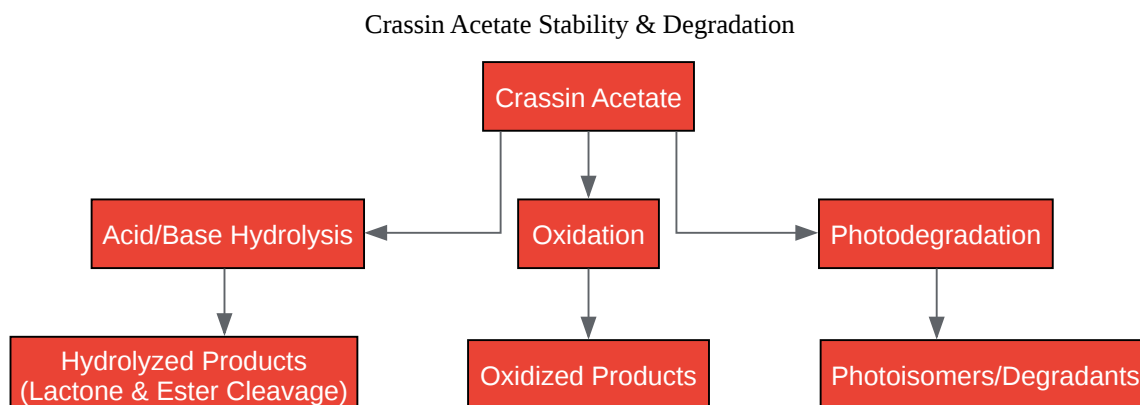 Crassin Acetate Stability & Degradation
Crassin Acetate
Acid/Base Hydrolysis
Oxidation
Photodegradation
Hydrolyzed Products
(Lactone & Ester Cleavage)
Oxidized Products
Photoisomers/Degradants